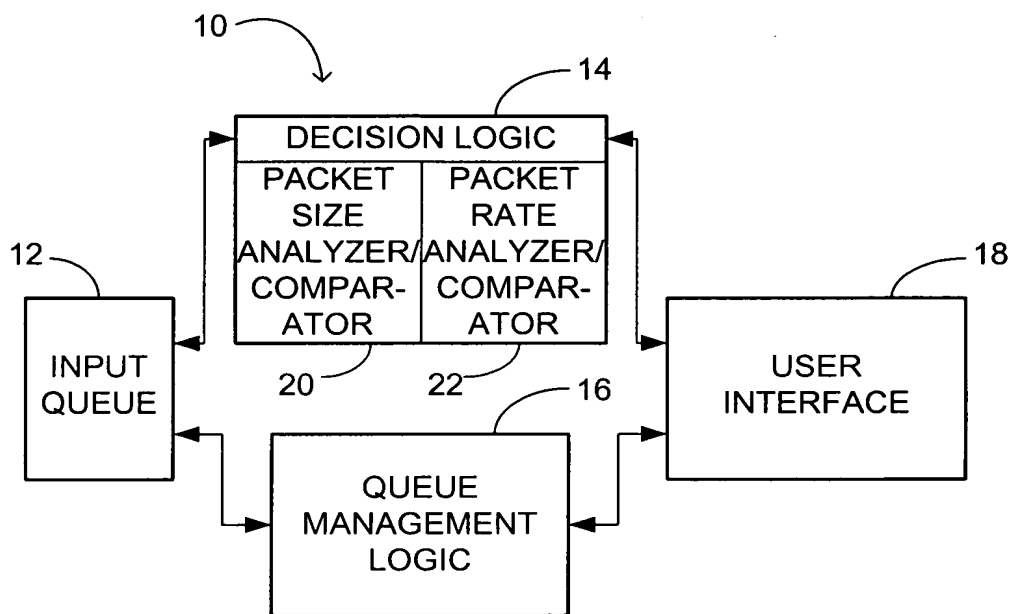 10
14
DECISION LOGIC
PACKET
SIZE
ANALYZER/
COMPAR-
ATOR
PACKET
RATE
ANALYZER/
COMPAR-
ATOR
12
18
INPUT
QUEUE
20
22
16
USER
INTERFACE
QUEUE
MANAGEMENT
LOGIC